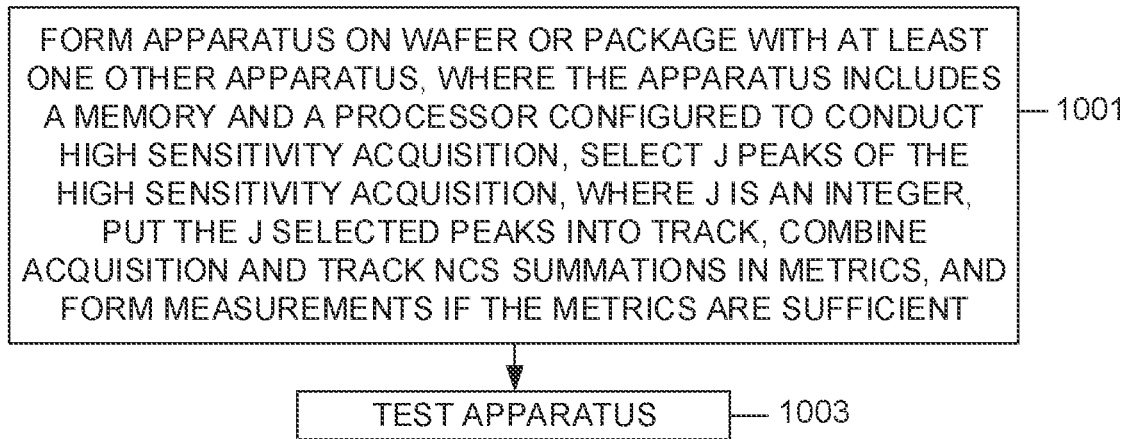 FORM APPARATUS ON WAFER OR PACKAGE WITH AT LEAST
ONE OTHER APPARATUS, WHERE THE APPARATUS INCLUDES
A MEMORY AND A PROCESSOR CONFIGURED TO CONDUCT
HIGH SENSITIVITY ACQUISITION, SELECT J PEAKS OF THE
HIGH SENSITIVITY ACQUISITION, WHERE J IS AN INTEGER,
PUT THE J SELECTED PEAKS INTO TRACK, COMBINE
ACQUISITION AND TRACK NCS SUMMATIONS IN METRICS, AND
FORM MEASUREMENTS IF THE METRICS ARE SUFFICIENT
1001
TEST APPARATUS
1003